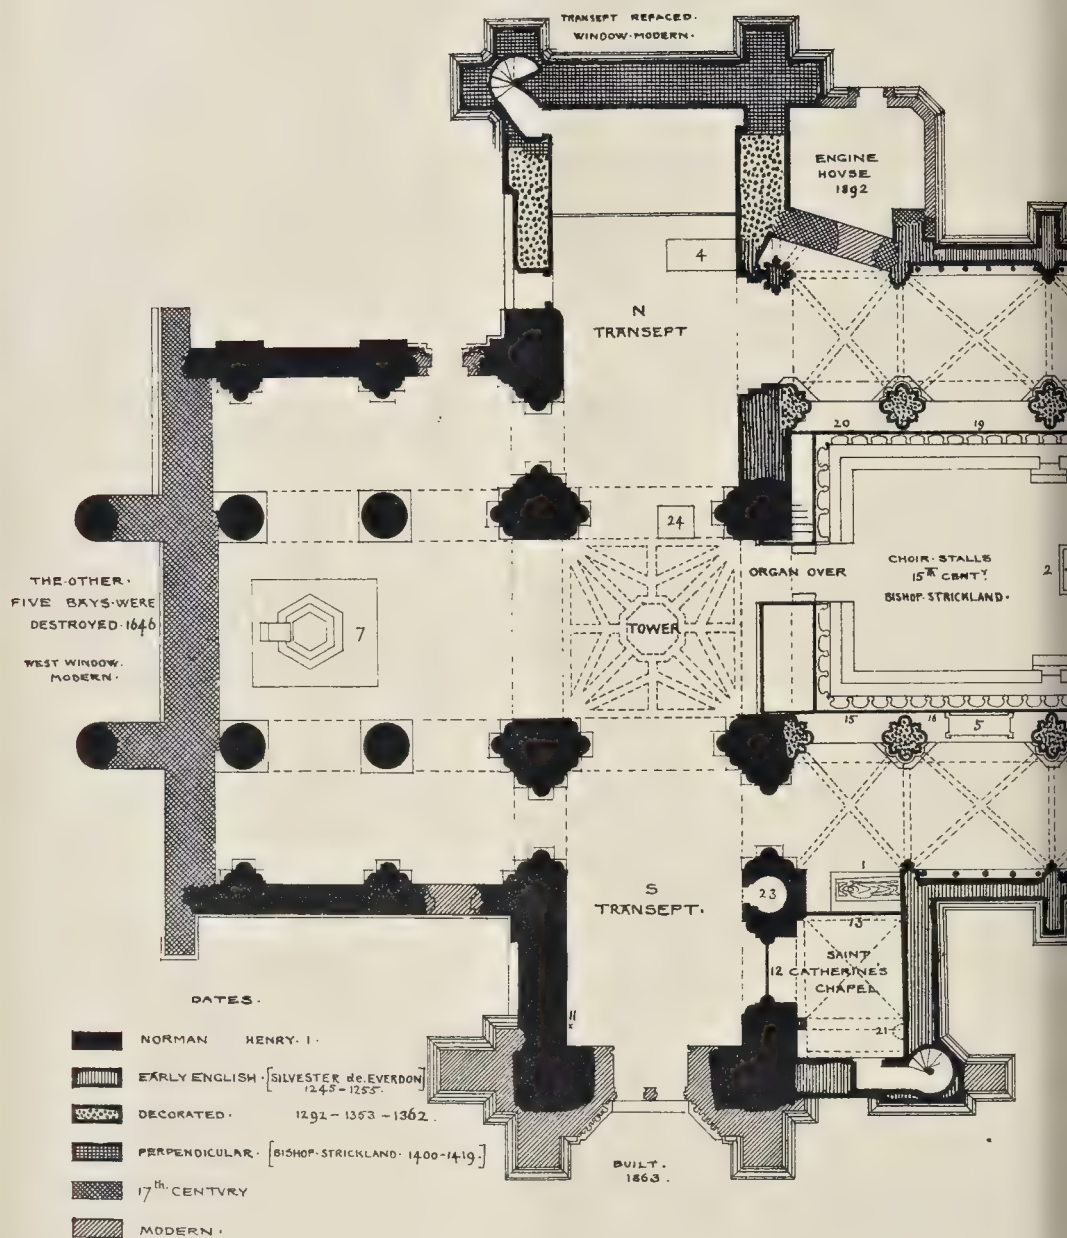 TRANSEPT REFACED.
WINDOW·MODERN·
ENGINE
HOVSE
1892
4
N
TRANSEPT
20
19
24
THE·OTHER·
FIVE BAYS·WERE
DESTROYED·1646
WEST WINDOW·
MODERN·
7
TOWER
ORGAN OVER
CHOIR·STALLS
15TH CENTY.
BISHOP·STRICKLAND·
2
15
16
5
S
TRANSEPT·
1
23
13
SAINT
12 CATHERINE'S
CHAPEL
21
11
x
DATES·
NORMAN HENRY·I·
EARLY ENGLISH·[SILVESTER de EVERDON]
1245-1255·
DECORATED· 1292-1353-1362·
PERPENDICULAR·[BISHOP·STRICKLAND·1400-1419·]
17th CENTVRY
MODERN·
BUILT·
1863·